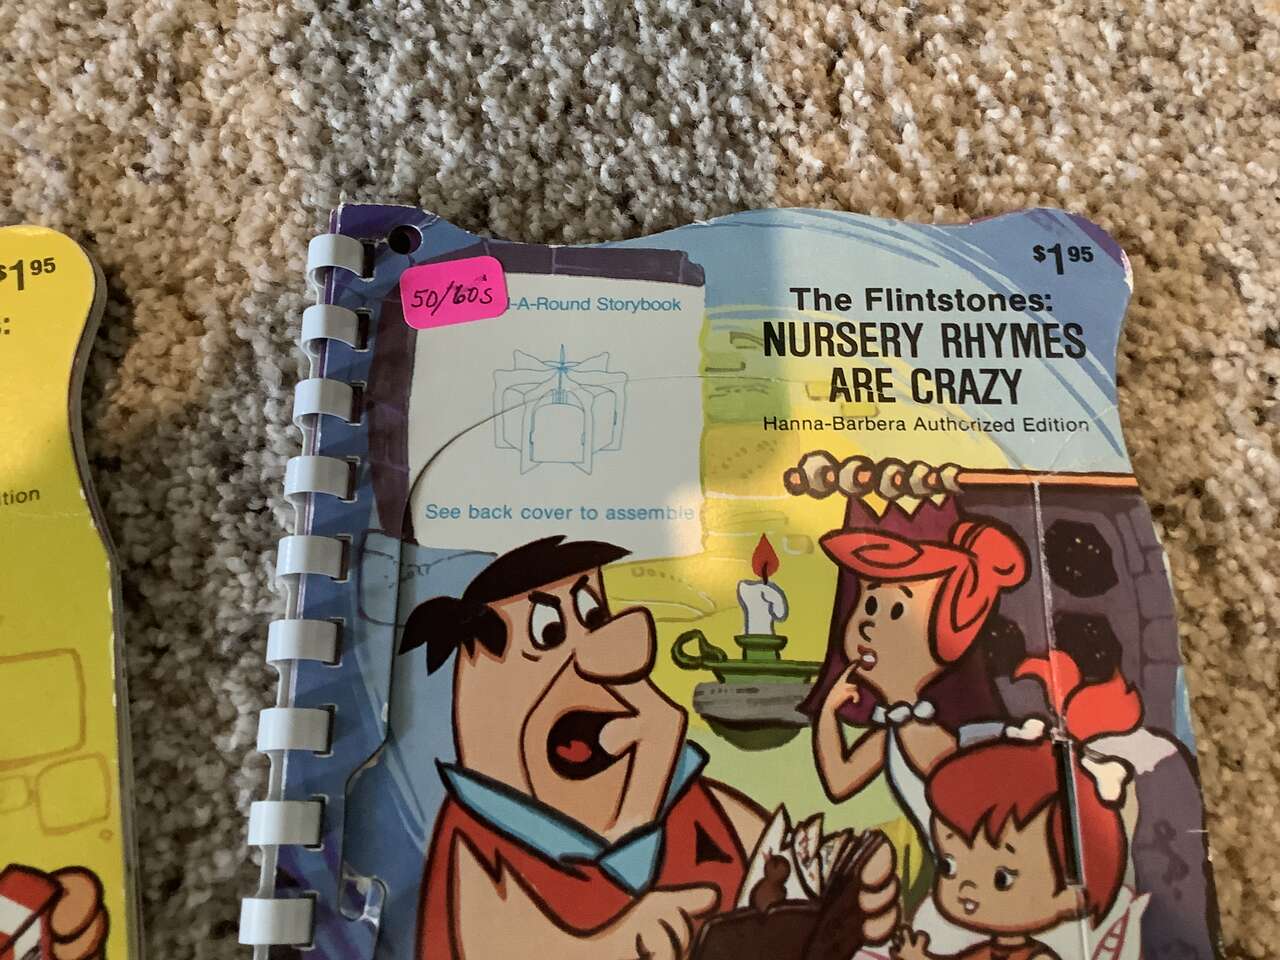 $1.95
:
ition
50/60s
d-A-Round Storybook
See back cover to assemble
$1.95
The Flintstones:
NURSERY RHYMES
ARE CRAZY
Hanna-Barbera Authorized Edition